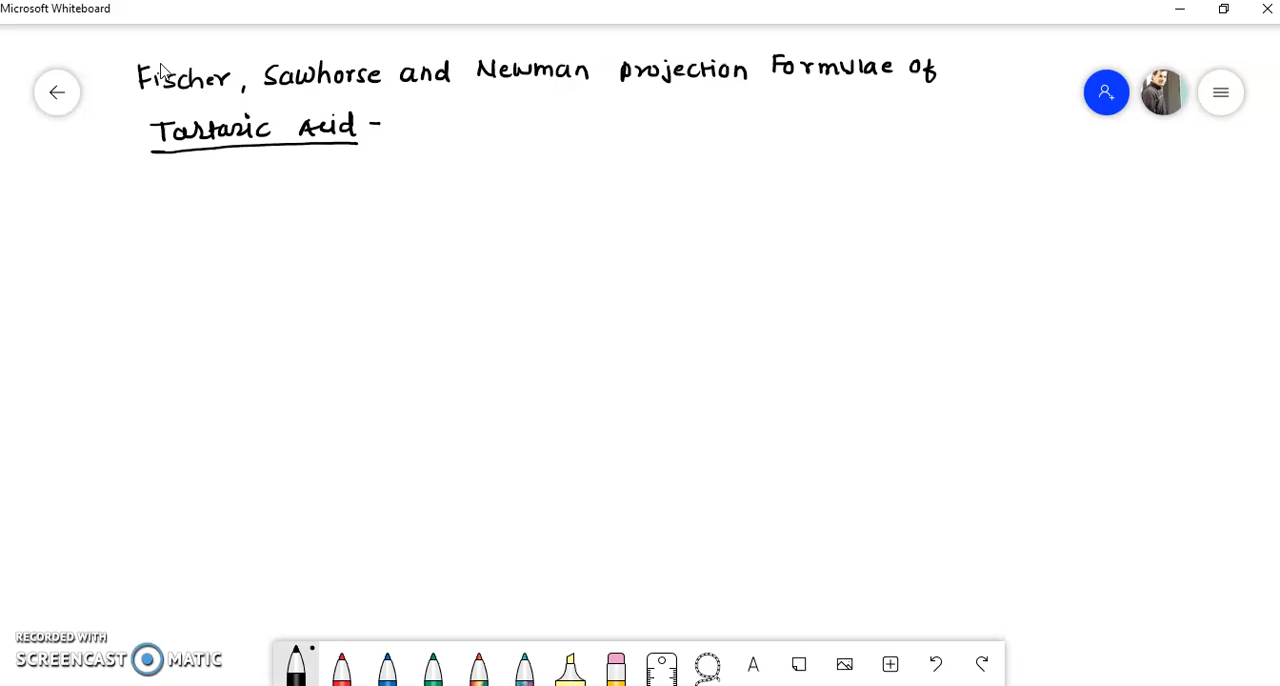 Microsoft Whiteboard
Fischer, Sawhorse and Newman projection Formulae of
Tartaric Acid -
RECORDED WITH
SCREENCAST MATIC